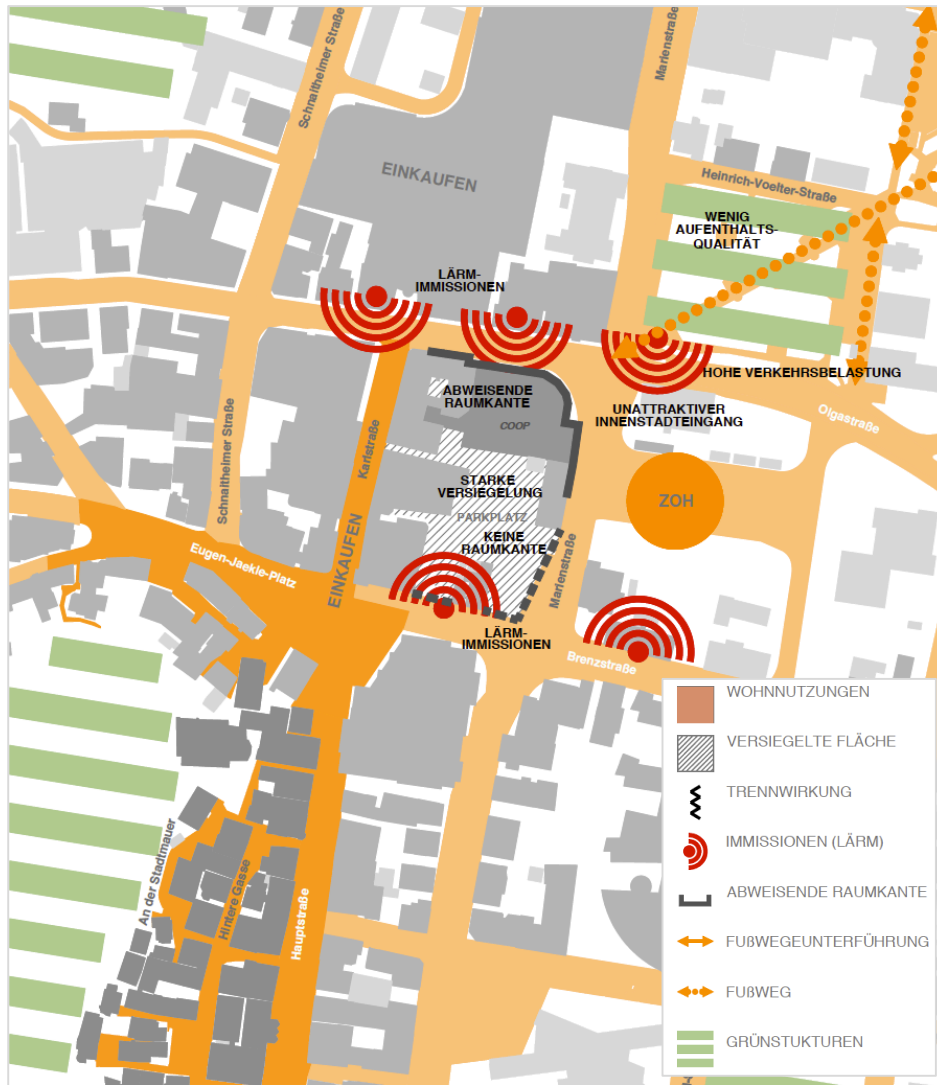 Schnaitheimer Straße
Marienstraße
EINKAUFEN
Heinrich-Voelter-Straße
WENIG
AUFENTHALTS-
QUALITÄT
LÄRM-
IMMISSIONEN
HOHE VERKEHRSBELASTUNG
ABWEISENDE
RAUMKANTE
COOP
UNATTRAKTIVER
INNENSTADTEINGANG
Olgastraße
Schnaitheimer Straße
Karlstraße
STARKE
VERSIEGELUNG
PARKPLATZ
KEINE
RAUMKANTE
ZOH
Eugen-Jaekle-Platz
EINKAUFEN
Marienstraße
LÄRM-
IMMISSIONEN
Brenzstraße
An der Stadtmauer
Hintere Gasse
Hauptstraße
WOHNNUTZUNGEN
VERSIEGELTE FLÄCHE
TRENNWIRKUNG
IMMISSIONEN (LÄRM)
ABWEISENDE RAUMKANTE
FUßWEGEUNTERFÜHRUNG
FUßWEG
GRÜNSTUKTUREN